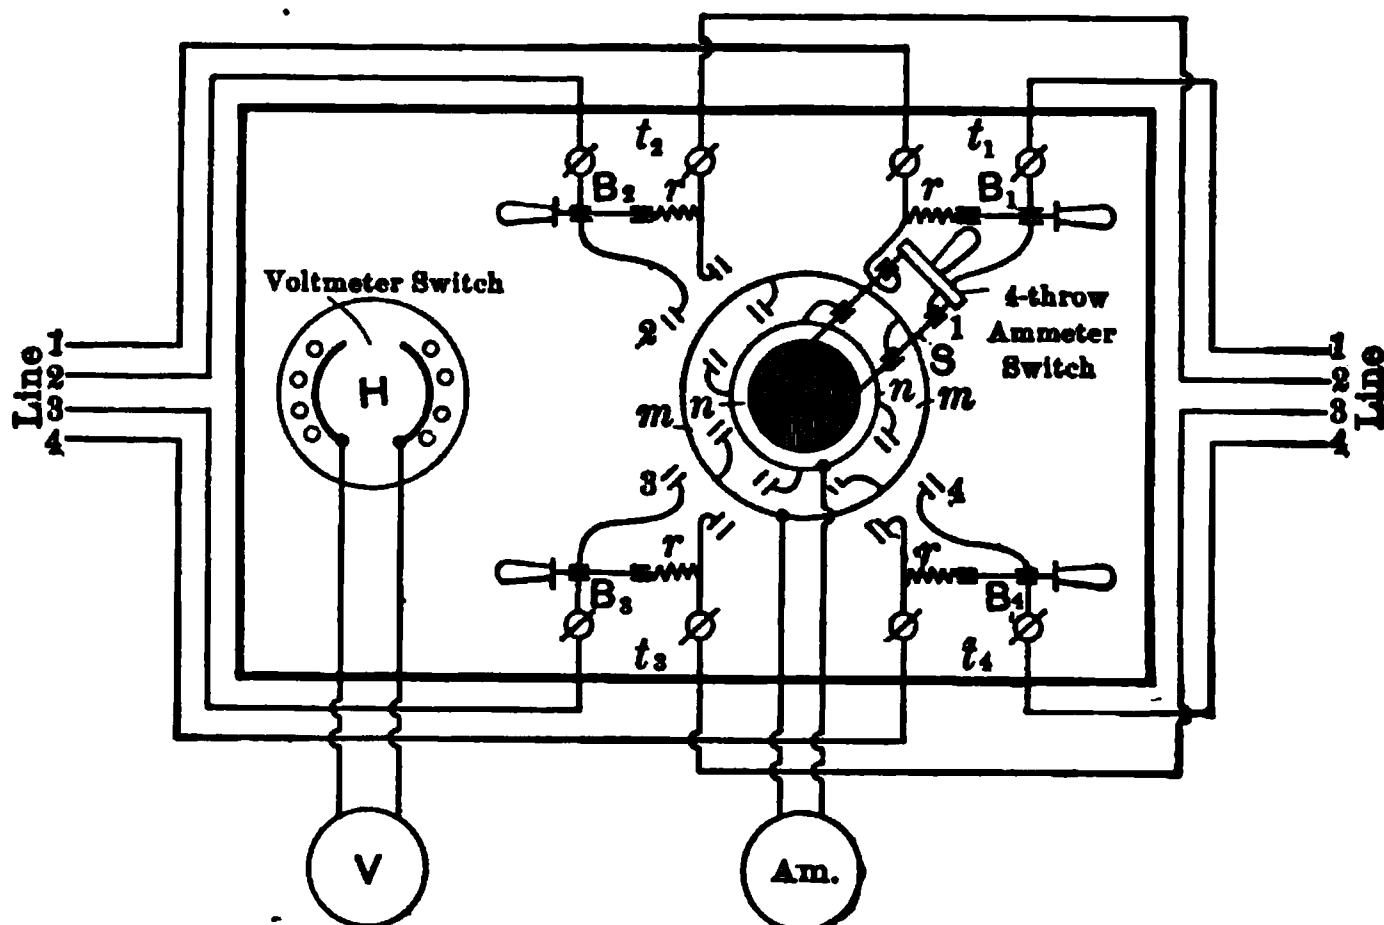 t₂
t₁
r
B₂
r
B₁
Voltmeter Switch
4-throw
Ammeter
Switch
2
1
S
Line
1
2
3
4
H
m n
n m
1
2
3
4
Line
3
4
r
r
B₃
B₄
t₃
t₄
V
Am.